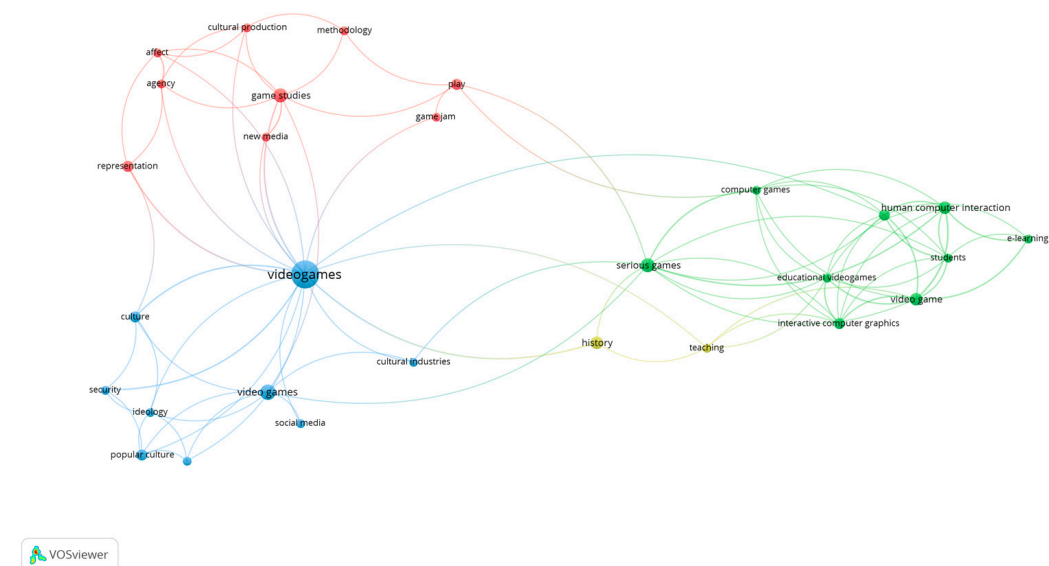 cultural production
methodology
affect
agency
game studies
play
game jam
new media
representation
computer games
human computer interaction
e-learning
students
serious games
educational videogames
video game
interactive computer graphics
videogames
culture
history
teaching
cultural industries
security
video games
ideology
social media
popular culture
VOSviewer